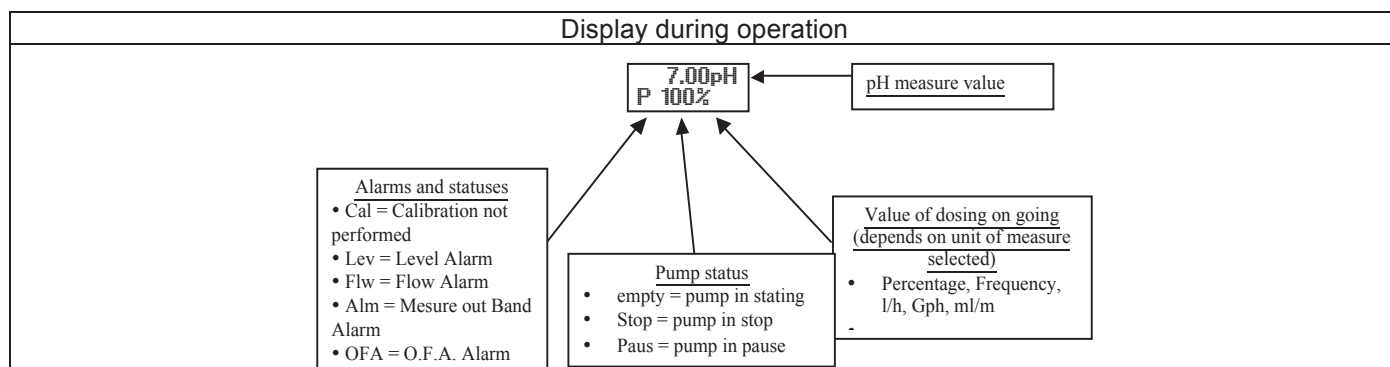 Display during operation
7.00pH
P 100%
pH measure value
Alarms and statuses
• Cal = Calibration not
performed
• Lev = Level Alarm
• Flw = Flow Alarm
• Alm = Mesure out Band
Alarm
• OFA = O.F.A. Alarm
Pump status
• empty = pump in stating
• Stop = pump in stop
• Paus = pump in pause
Value of dosing on going
(depends on unit of measure
selected)
• Percentage, Frequency,
l/h, Gph, ml/m